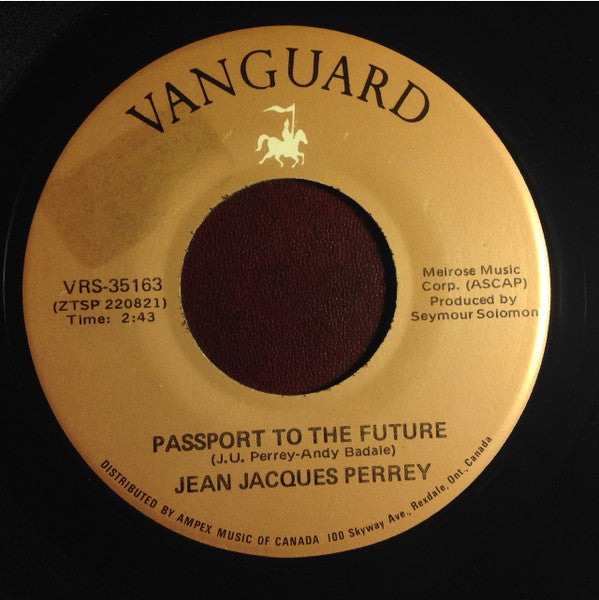 VANGUARD
VRS-35163
(ZTSP 220821)
Time: 2:43
Melrose Music
Corp. (ASCAP)
Produced by
Seymour Solomon
PASSPORT TO THE FUTURE
(J.U. Perrey-Andy Badale)
JEAN JACQUES PERREY
DISTRIBUTED BY AMPEX MUSIC OF CANADA 100 Skyway Ave., Rexdale, Ont., Canada